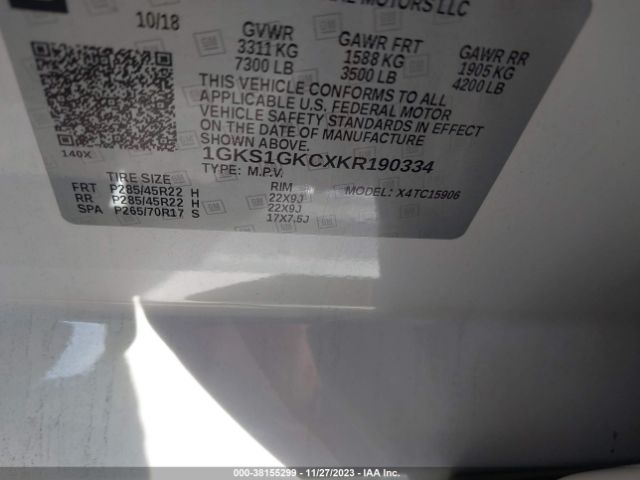 MOTORS LLC
10/18
GVWR
3311 KG
7300 LB
GAWR FRT
1588 KG
3500 LB
GAWR RR
1905 KG
4200 LB
THIS VEHICLE CONFORMS TO ALL
APPLICABLE U.S. FEDERAL MOTOR
VEHICLE SAFETY STANDARDS IN EFFECT
ON THE DATE OF MANUFACTURE
SHOWN ABOVE.
1GKS1GKCXKR190334
TYPE: M.P.V.
MODEL: X4TC15906
140X
TIRE SIZE RIM
FRT P285/45R22 H 22X9J
RR P285/45R22 H 22X9J
SPA P265/70R17 S 17X7.5J
GM
000-38155299 - 11/27/2023 - IAA Inc.